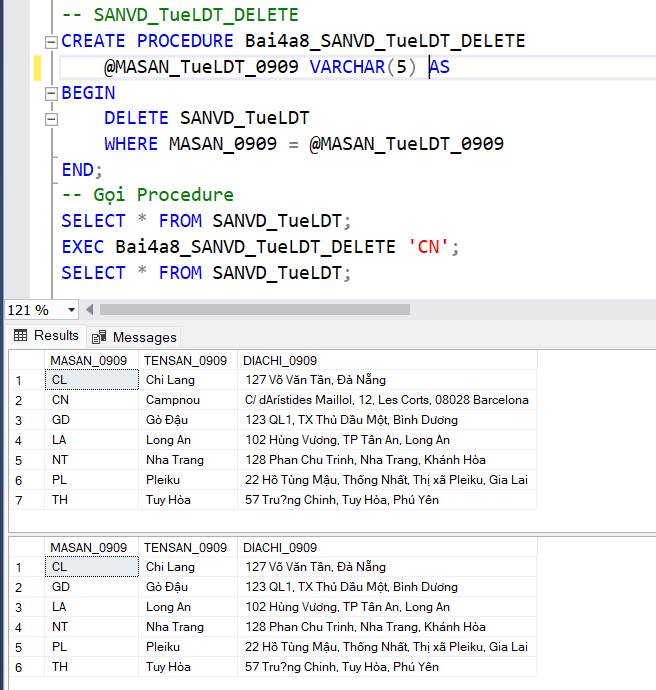 -- SANVD_TueLDT_DELETE
CREATE PROCEDURE Bai4a8_SANVD_TueLDT_DELETE
@MASAN_TueLDT_0909 VARCHAR(5) AS
BEGIN
DELETE SANVD_TueLDT
WHERE MASAN_0909 = @MASAN_TueLDT_0909
END;
-- Gọi Procedure
SELECT * FROM SANVD_TueLDT;
EXEC Bai4a8_SANVD_TueLDT_DELETE 'CN';
SELECT * FROM SANVD_TueLDT;
121 %
Results Messages
MASAN_0909 TENSAN_0909 DIACHI_0909
1 CL Chi Lang 127 Võ Văn Tần, Đà Nẵng
2 CN Campnou C/ dArístides Maillol, 12, Les Corts, 08028 Barcelona
3 GD Gò Đậu 123 QL1, TX Thủ Dầu Một, Bình Dương
4 LA Long An 102 Hùng Vương, TP Tân An, Long An
5 NT Nha Trang 128 Phan Chu Trinh, Nha Trang, Khánh Hòa
6 PL Pleiku 22 Hồ Tùng Mậu, Thống Nhất, Thị xã Pleiku, Gia Lai
7 TH Tuy Hòa 57 Tru?ng Chinh, Tuy Hòa, Phú Yên
MASAN_0909 TENSAN_0909 DIACHI_0909
1 CL Chi Lang 127 Võ Văn Tần, Đà Nẵng
2 GD Gò Đậu 123 QL1, TX Thủ Dầu Một, Bình Dương
3 LA Long An 102 Hùng Vương, TP Tân An, Long An
4 NT Nha Trang 128 Phan Chu Trinh, Nha Trang, Khánh Hòa
5 PL Pleiku 22 Hồ Tùng Mậu, Thống Nhất, Thị xã Pleiku, Gia Lai
6 TH Tuy Hòa 57 Tru?ng Chinh, Tuy Hòa, Phú Yên